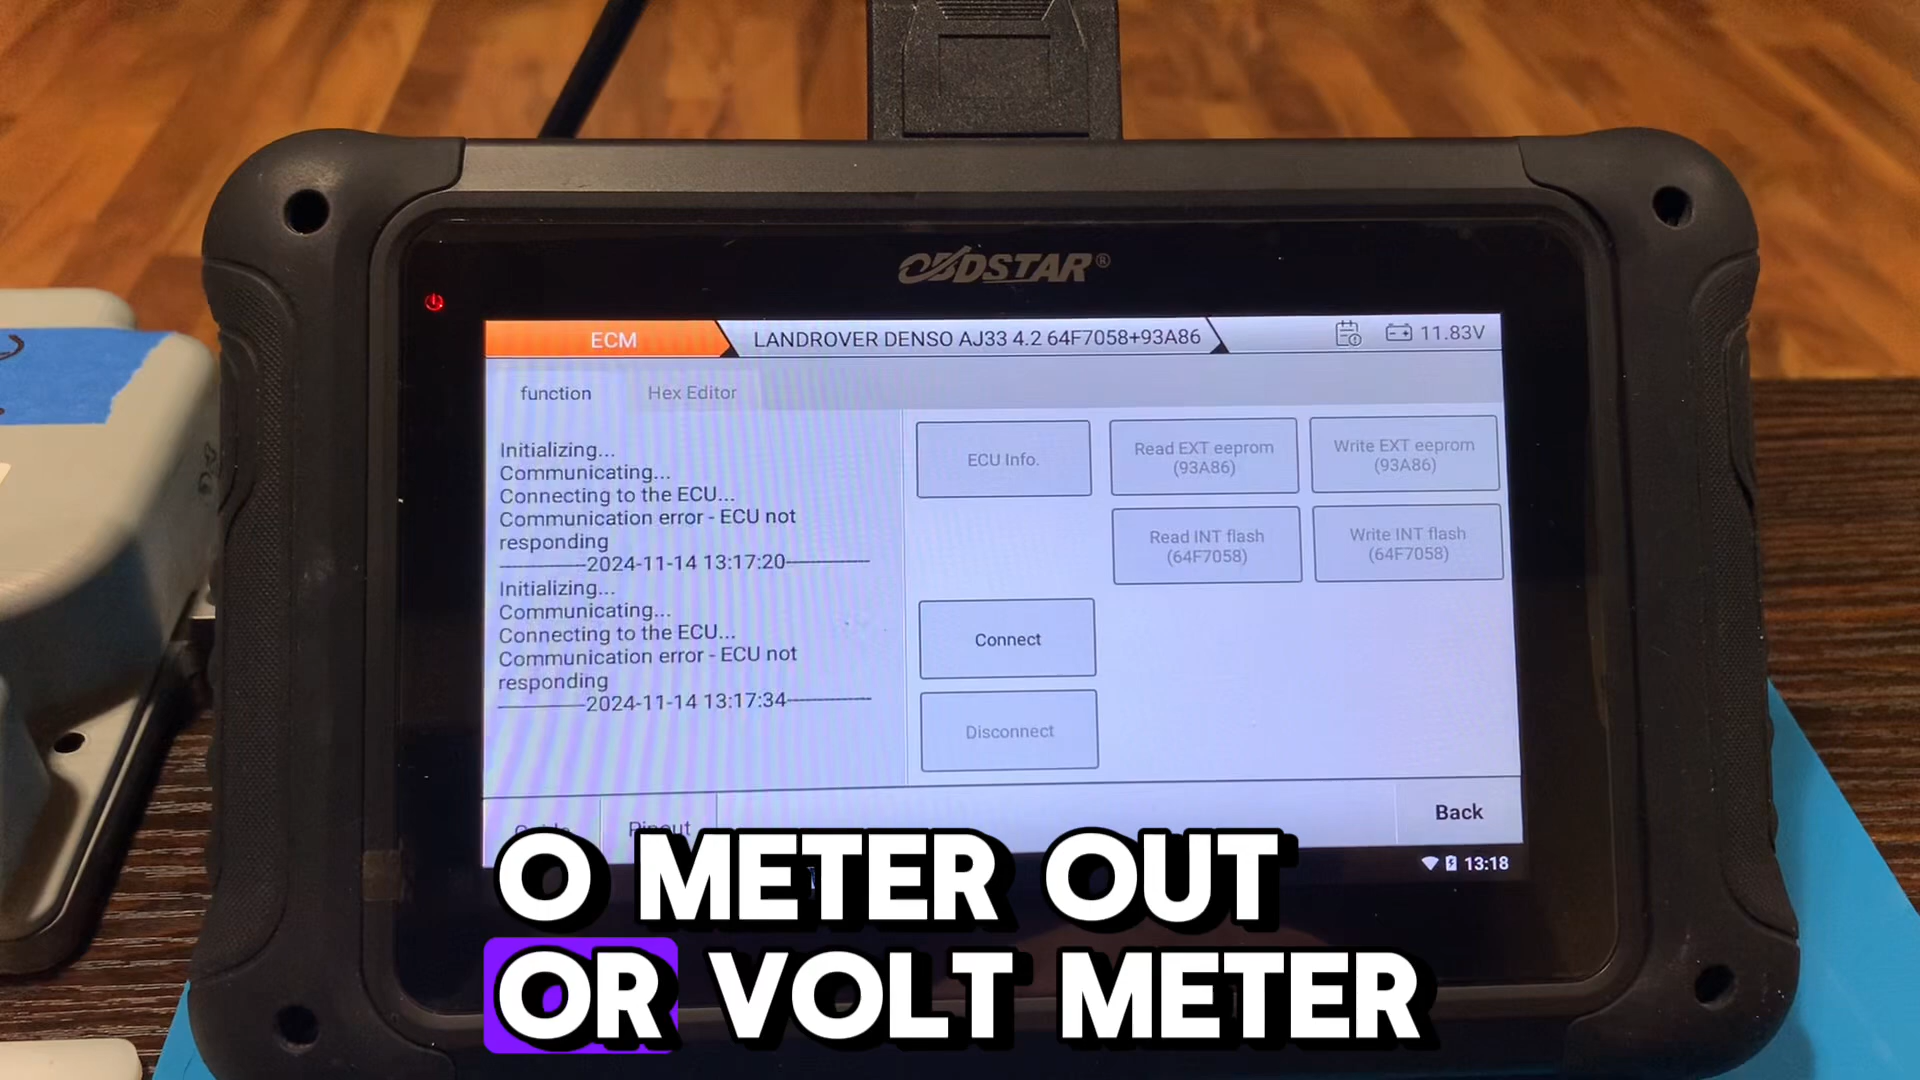 OBDSTAR®
ECM
LANDROVER DENSO AJ33 4.2 64F7058+93A86
11.83V
function
Hex Editor
Initializing...
Communicating...
Connecting to the ECU...
Communication error - ECU not
responding
2024-11-14 13:17:20
Initializing...
Communicating...
Connecting to the ECU...
Communication error - ECU not
responding
2024-11-14 13:17:34
ECU Info.
Read EXT eeprom
(93A86)
Write EXT eeprom
(93A86)
Read INT flash
(64F7058)
Write INT flash
(64F7058)
Connect
Disconnect
Pinout
Back
13:18
O METER OUT
OR VOLT METER